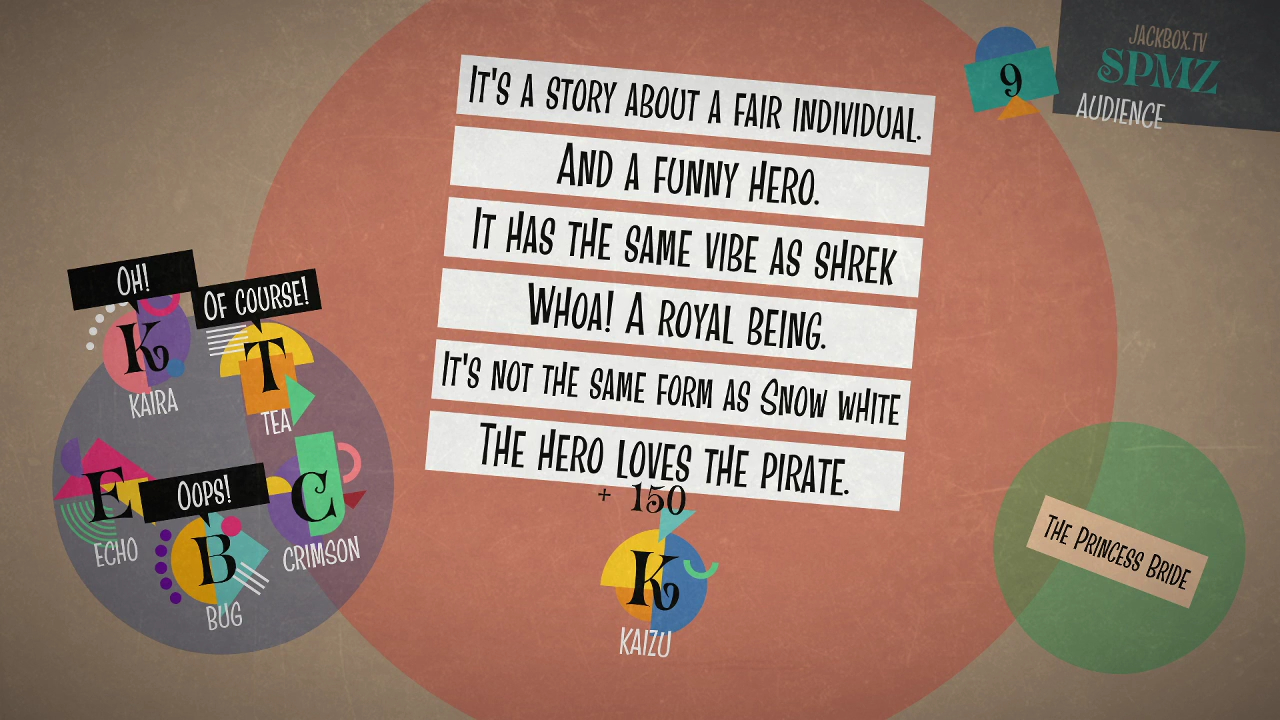 It's a story about a fair individual.
And a funny hero.
It has the same vibe as shrek
Whoa! A royal being.
It's not the same form as Snow white
The hero loves the pirate.
+ 150
K
KAIZU
9
JACKBOX.TV
SPMZ
AUDIENCE
Oh!
K
KAIRA
Of course!
T
TEA
E
ECHO
Oops!
B
BUG
C
CRIMSON
The Princess Bride